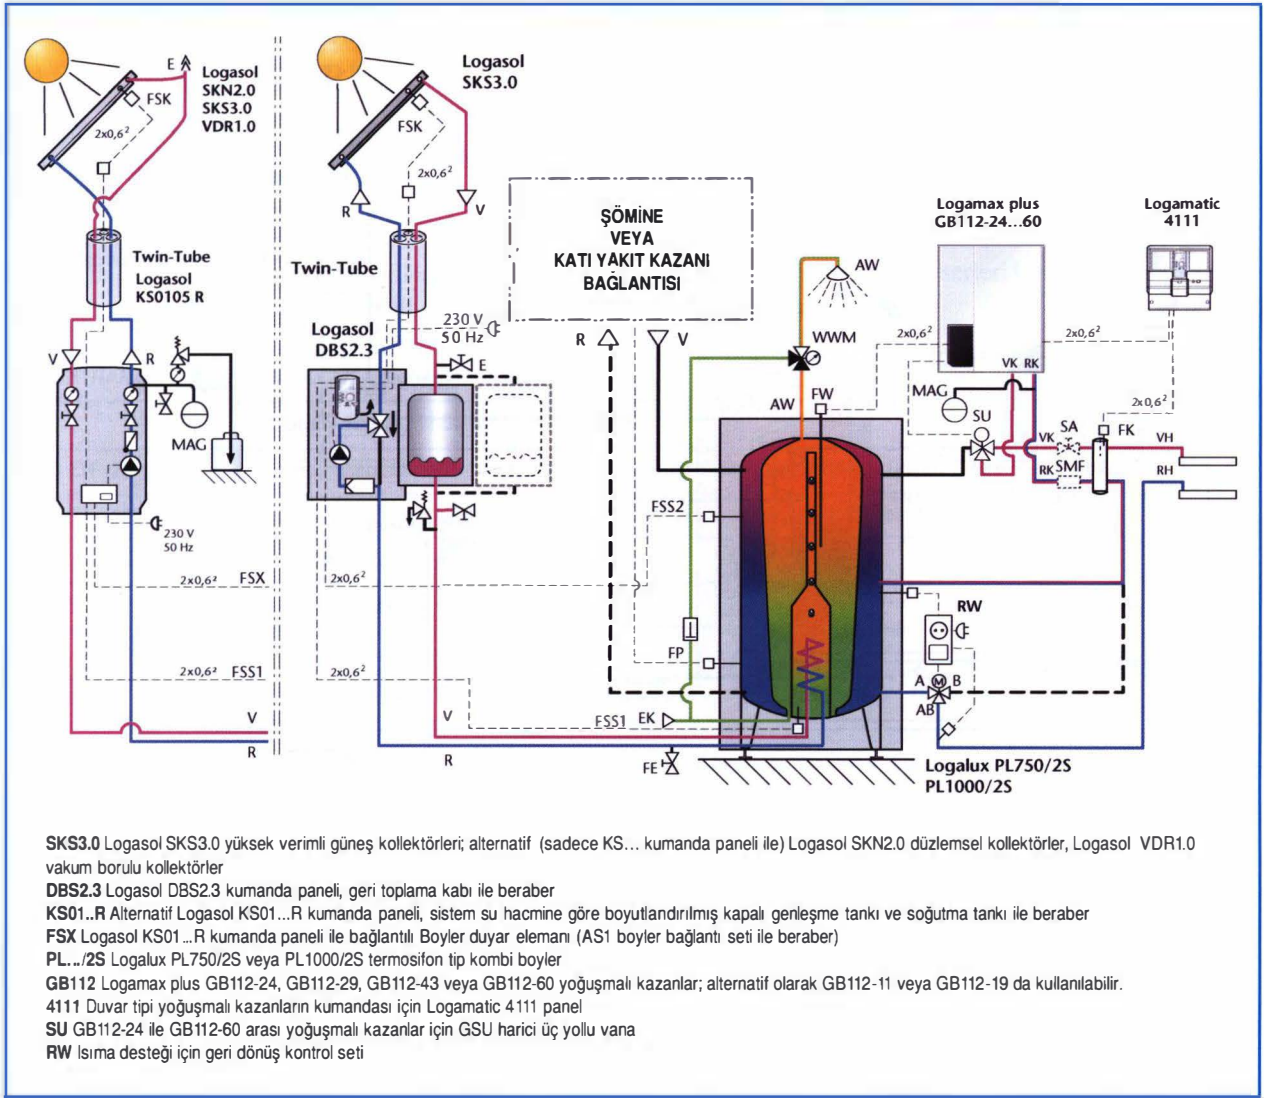 E
Logasol
SKN2.0
SKS3.0
VDR1.0
FSK
2x0,6²
Twin-Tube
Logasol
KS0105 R
V
R
MAG
230 V
50 Hz
2x0,6² FSX
2x0,6² FSS1
V
R
Logasol
SKS3.0
FSK
2x0,6²
R
V
Twin-Tube
Logasol
DBS2.3
230 V
50 Hz
E
2x0,6²
2x0,6²
V
R
ŞÖMİNE
VEYA
KATI YAKIT KAZANI
BAĞLANTISI
R
V
AW
WWM
AW
FW
FSS2
FP
FSS1
EK
FE
Logamax plus
GB112-24...60
Logamatic
4111
2x0,6²
2x0,6²
VK RK
MAG
SU
2x0,6²
SA
FK
VK
VH
RK
SMF
RH
RW
A
M
B
AB
Logalux PL750/2S
PL1000/2S
SKS3.0 Logasol SKS3.0 yüksek verimli güneş kollektörleri; alternatif (sadece KS... kumanda paneli ile) Logasol SKN2.0 düzlemsel kollektörler, Logasol VDR1.0
vakum borulu kollektörler
DBS2.3 Logasol DBS2.3 kumanda paneli, geri toplama kabı ile beraber
KS01..R Alternatif Logasol KS01...R kumanda paneli, sistem su hacmine göre boyutlandırılmış kapalı genleşme tankı ve soğutma tankı ile beraber
FSX Logasol KS01...R kumanda paneli ile bağlantılı Boyler duyar elemanı (AS1 boyler bağlantı seti ile beraber)
PL.../2S Logalux PL750/2S veya PL1000/2S termosifon tip kombi boyler
GB112 Logamax plus GB112-24, GB112-29, GB112-43 veya GB112-60 yoğuşmalı kazanlar; alternatif olarak GB112-11 veya GB112-19 da kullanılabilir.
4111 Duvar tipi yoğuşmalı kazanların kumandası için Logamatic 4111 panel
SU GB112-24 ile GB112-60 arası yoğuşmalı kazanlar için GSU harici üç yollu vana
RW Isıma desteği için geri dönüş kontrol seti